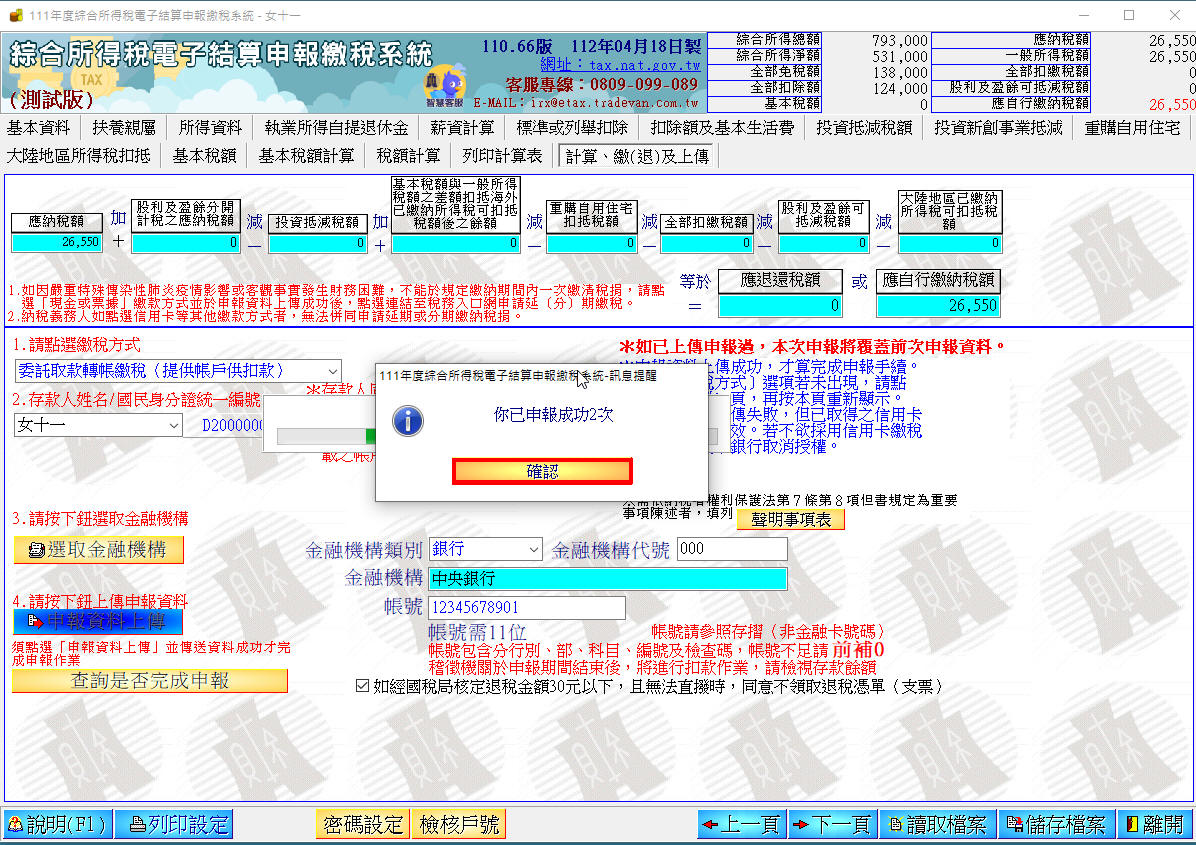 111年度綜合所得稅電子結算申報繳稅系統 - 女十一
綜合所得稅電子結算申報繳稅系統
TAX
(測試版)
110.66版 112年04月18日製
網址：tax.nat.gov.tw
客服專線：0809-099-089
E-MAIL：irx@etax.tradevan.com.tw
智慧客服
綜合所得總額 793,000 應納稅額 26,550
綜合所得淨額 531,000 一般所得稅額 26,550
全部免稅額 138,000 全部扣繳稅額 0
全部扣除額 124,000 股利及盈餘可抵減稅額 0
基本稅額 0 應自行繳納稅額 26,550
基本資料 扶養親屬 所得資料 執業所得自提退休金 薪資計算 標準或列舉扣除 扣除額及基本生活費 投資抵減稅額 投資新創事業抵減 重購自用住宅
大陸地區所得稅扣抵 基本稅額 基本稅額計算 稅額計算 列印計算表 計算、繳(退)及上傳
應納稅額
26,550
加
＋
股利及盈餘分開
計稅之應納稅額
0
減
－
投資抵減稅額
0
加
＋
基本稅額與一般所得
稅額之差額扣抵海外
已繳納所得稅可扣抵
稅額後之餘額
0
減
－
重購自用住宅
扣抵稅額
0
減
－
全部扣繳稅額
0
減
－
股利及盈餘可
抵減稅額
0
減
－
大陸地區已繳納
所得稅可扣抵稅
額
0
等於
＝
應退還稅額
0
或
應自行繳納稅額
26,550
1.如因嚴重特殊傳染性肺炎疫情影響或客觀事實發生財務困難，不能於規定繳納期間內一次繳清稅捐，請點
選「現金或票據」繳款方式並於申報資料上傳成功後，點選連結至稅務入口網申請延（分）期繳稅。
2.納稅義務人如點選信用卡等其他繳款方式者，無法併同申請延期或分期繳納稅捐。
1.請點選繳稅方式
委託取款轉帳繳稅（提供帳戶供扣款）
2.存款人姓名/國民身分證統一編號
女十一
D2000000
※存款人
載之帳
※如已上傳申報過，本次申報將覆蓋前次申報資料。
上傳成功，才算完成申報手續。
方式〕選項若未出現，請點
頁，再按本頁重新顯示。
傳失敗，但已取得之信用卡
效。若不欲採用信用卡繳稅
銀行取消授權。
111年度綜合所得稅電子結算申報繳稅系統-訊息提醒
你已申報成功2次
確認
權利保護法第７條第８項但書規定為重要
事項陳述者，填列
聲明事項表
3.請按下鈕選取金融機構
選取金融機構
金融機構類別 銀行 金融機構代號 000
金融機構 中央銀行
帳號 12345678901
帳號需11位 帳號請參照存摺（非金融卡號碼）
帳號包含分行別、部、科目、編號及檢查碼，帳號不足請 前補0
稽徵機關於申報期間結束後，將進行扣款作業，請檢視存款餘額
4.請按下鈕上傳申報資料
申報資料上傳
須點選「申報資料上傳」並傳送資料成功才完
成申報作業
查詢是否完成申報
如經國稅局核定退稅金額30元以下，且無法直撥時，同意不領取退稅憑單（支票）
說明(F1) 列印設定 密碼設定 檢核戶號 上一頁 下一頁 讀取檔案 儲存檔案 離開